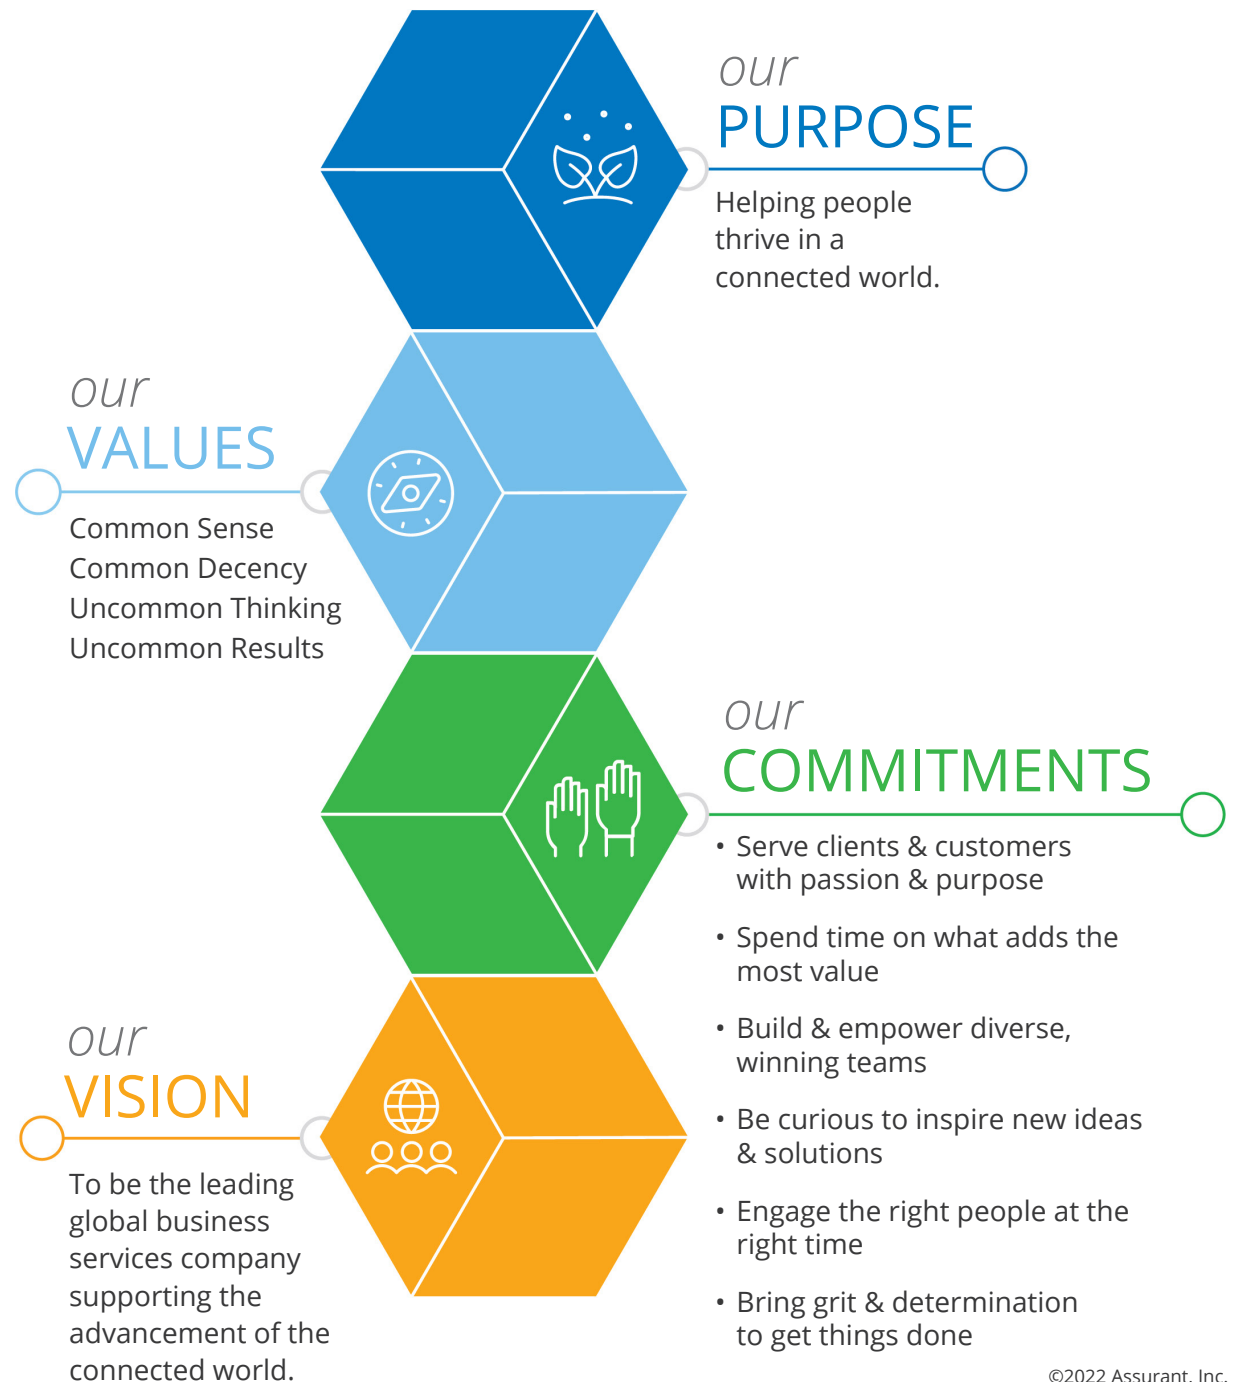 our
PURPOSE
Helping people
thrive in a
connected world.
our
VALUES
Common Sense
Common Decency
Uncommon Thinking
Uncommon Results
our
COMMITMENTS
• Serve clients & customers
with passion & purpose
• Spend time on what adds the
most value
• Build & empower diverse,
winning teams
• Be curious to inspire new ideas
& solutions
• Engage the right people at the
right time
• Bring grit & determination
to get things done
our
VISION
To be the leading
global business
services company
supporting the
advancement of the
connected world.
©2022 Assurant, Inc.